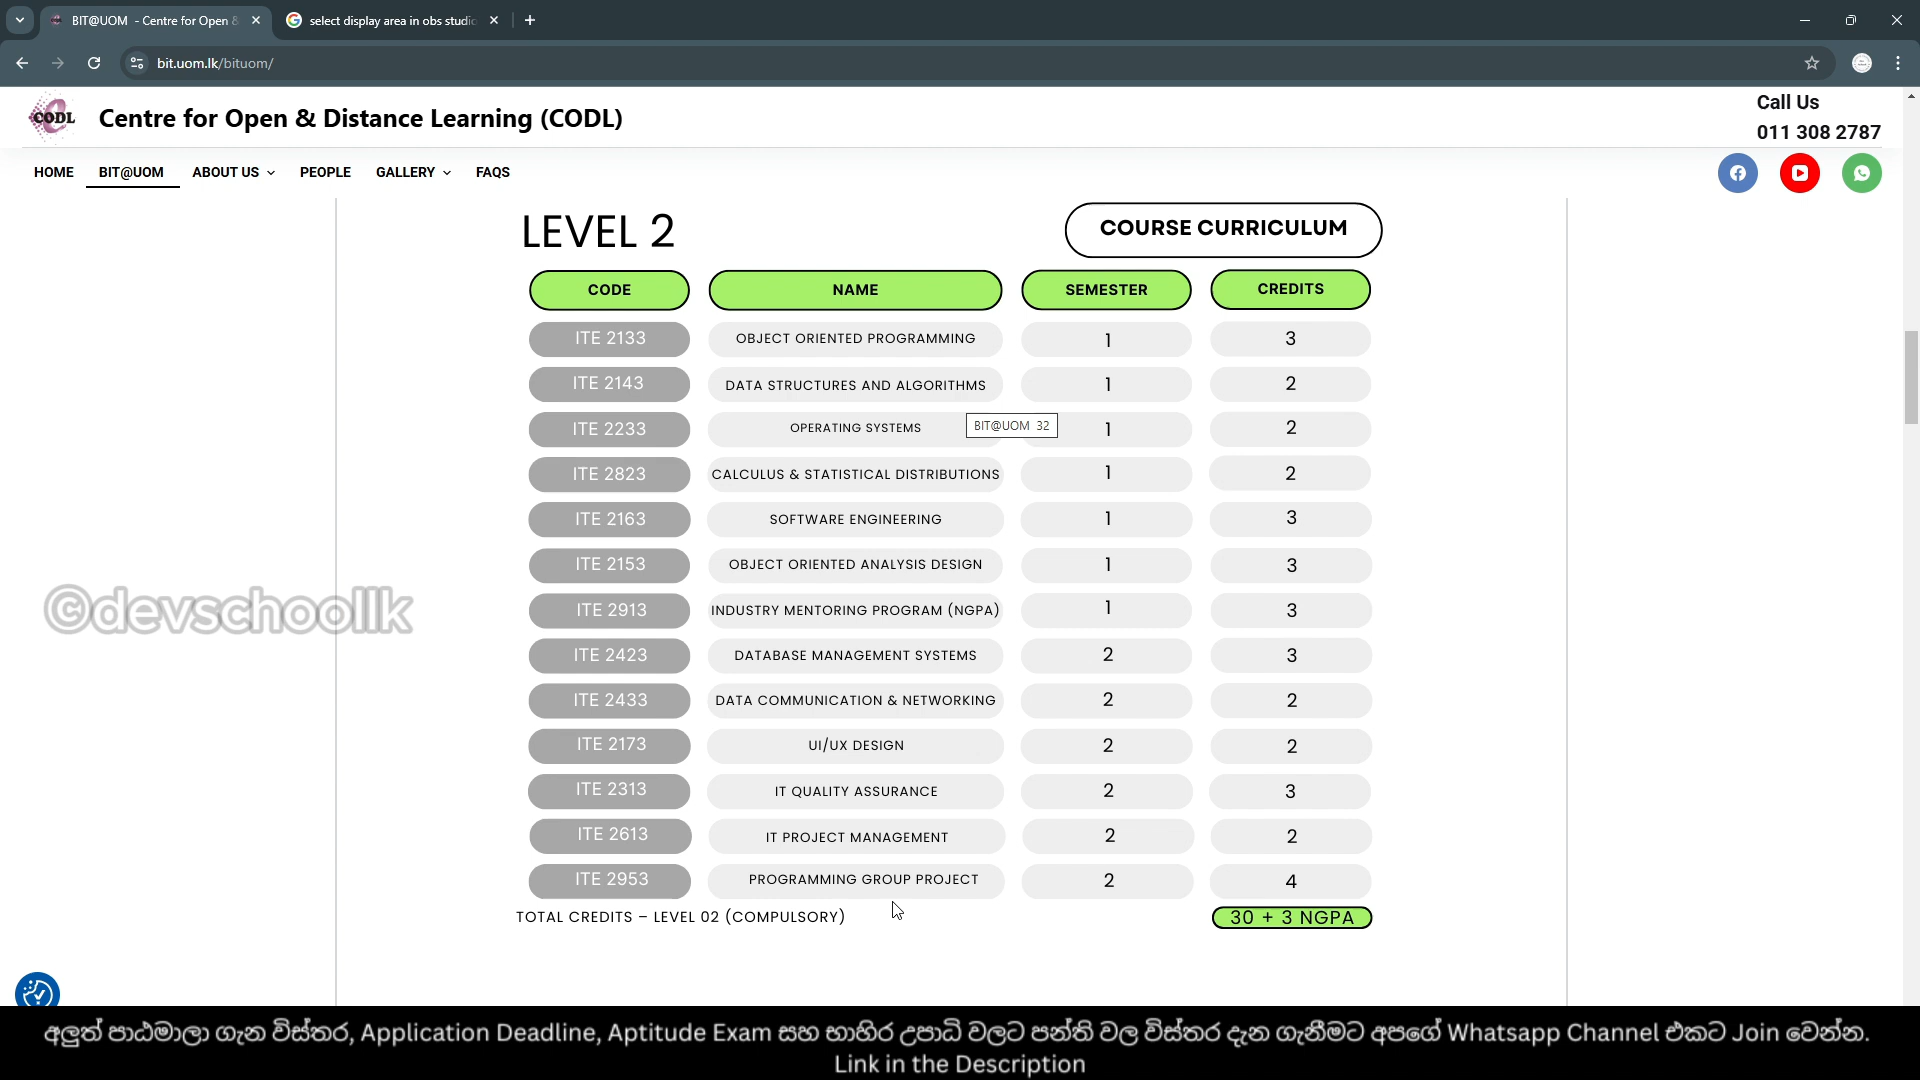 BIT@UOM - Centre for Open &
select display area in obs studio
bit.uom.lk/bituom/
CODL
Centre for Open & Distance Learning (CODL)
Call Us
011 308 2787
HOME BIT@UOM ABOUT US PEOPLE GALLERY FAQS
LEVEL 2
COURSE CURRICULUM
CODE NAME SEMESTER CREDITS
ITE 2133 OBJECT ORIENTED PROGRAMMING 1 3
ITE 2143 DATA STRUCTURES AND ALGORITHMS 1 2
ITE 2233 OPERATING SYSTEMS 1 2
BIT@UOM 32
ITE 2823 CALCULUS & STATISTICAL DISTRIBUTIONS 1 2
ITE 2163 SOFTWARE ENGINEERING 1 3
ITE 2153 OBJECT ORIENTED ANALYSIS DESIGN 1 3
ITE 2913 INDUSTRY MENTORING PROGRAM (NGPA) 1 3
©devschoollk
ITE 2423 DATABASE MANAGEMENT SYSTEMS 2 3
ITE 2433 DATA COMMUNICATION & NETWORKING 2 2
ITE 2173 UI/UX DESIGN 2 2
ITE 2313 IT QUALITY ASSURANCE 2 3
ITE 2613 IT PROJECT MANAGEMENT 2 2
ITE 2953 PROGRAMMING GROUP PROJECT 2 4
TOTAL CREDITS – LEVEL 02 (COMPULSORY) 30 + 3 NGPA
අලුත් පාඨමාලා ගැන විස්තර, Application Deadline, Aptitude Exam සහ භාහිර උපාධි වලට පන්ති වල විස්තර දැන ගැනීමට අපගේ Whatsapp Channel එකට Join වෙන්න.
Link in the Description